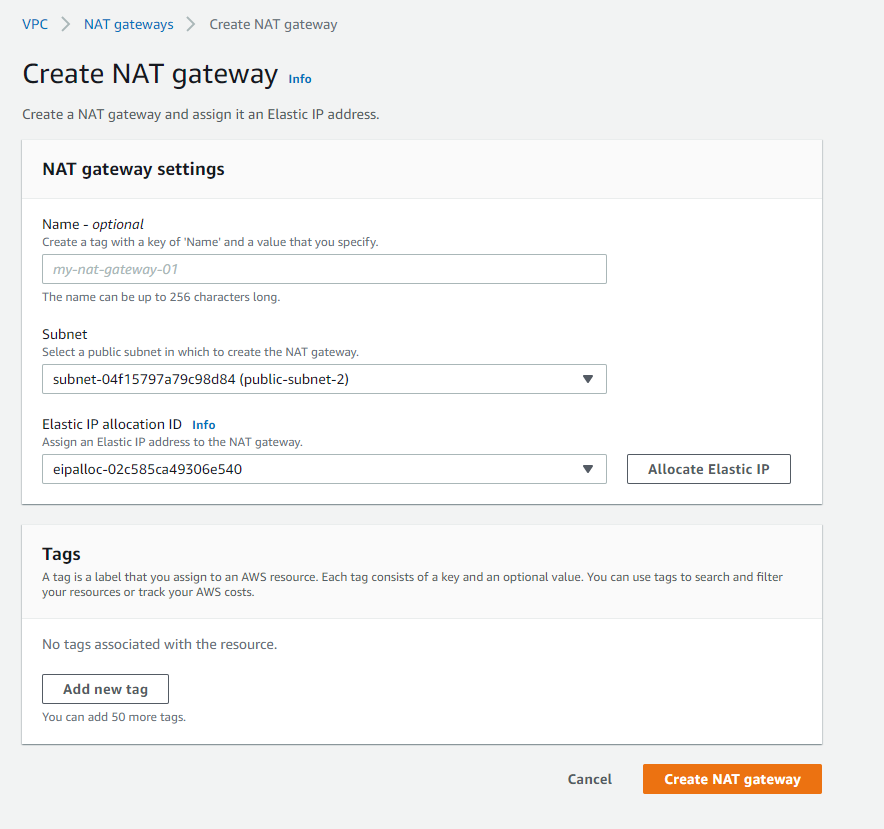 VPC > NAT gateways > Create NAT gateway
Create NAT gateway Info
Create a NAT gateway and assign it an Elastic IP address.
NAT gateway settings
Name - optional
Create a tag with a key of 'Name' and a value that you specify.
my-nat-gateway-01
The name can be up to 256 characters long.
Subnet
Select a public subnet in which to create the NAT gateway.
subnet-04f15797a79c98d84 (public-subnet-2)
Elastic IP allocation ID Info
Assign an Elastic IP address to the NAT gateway.
eipalloc-02c585ca49306e540
Allocate Elastic IP
Tags
A tag is a label that you assign to an AWS resource. Each tag consists of a key and an optional value. You can use tags to search and filter
your resources or track your AWS costs.
No tags associated with the resource.
Add new tag
You can add 50 more tags.
Cancel
Create NAT gateway